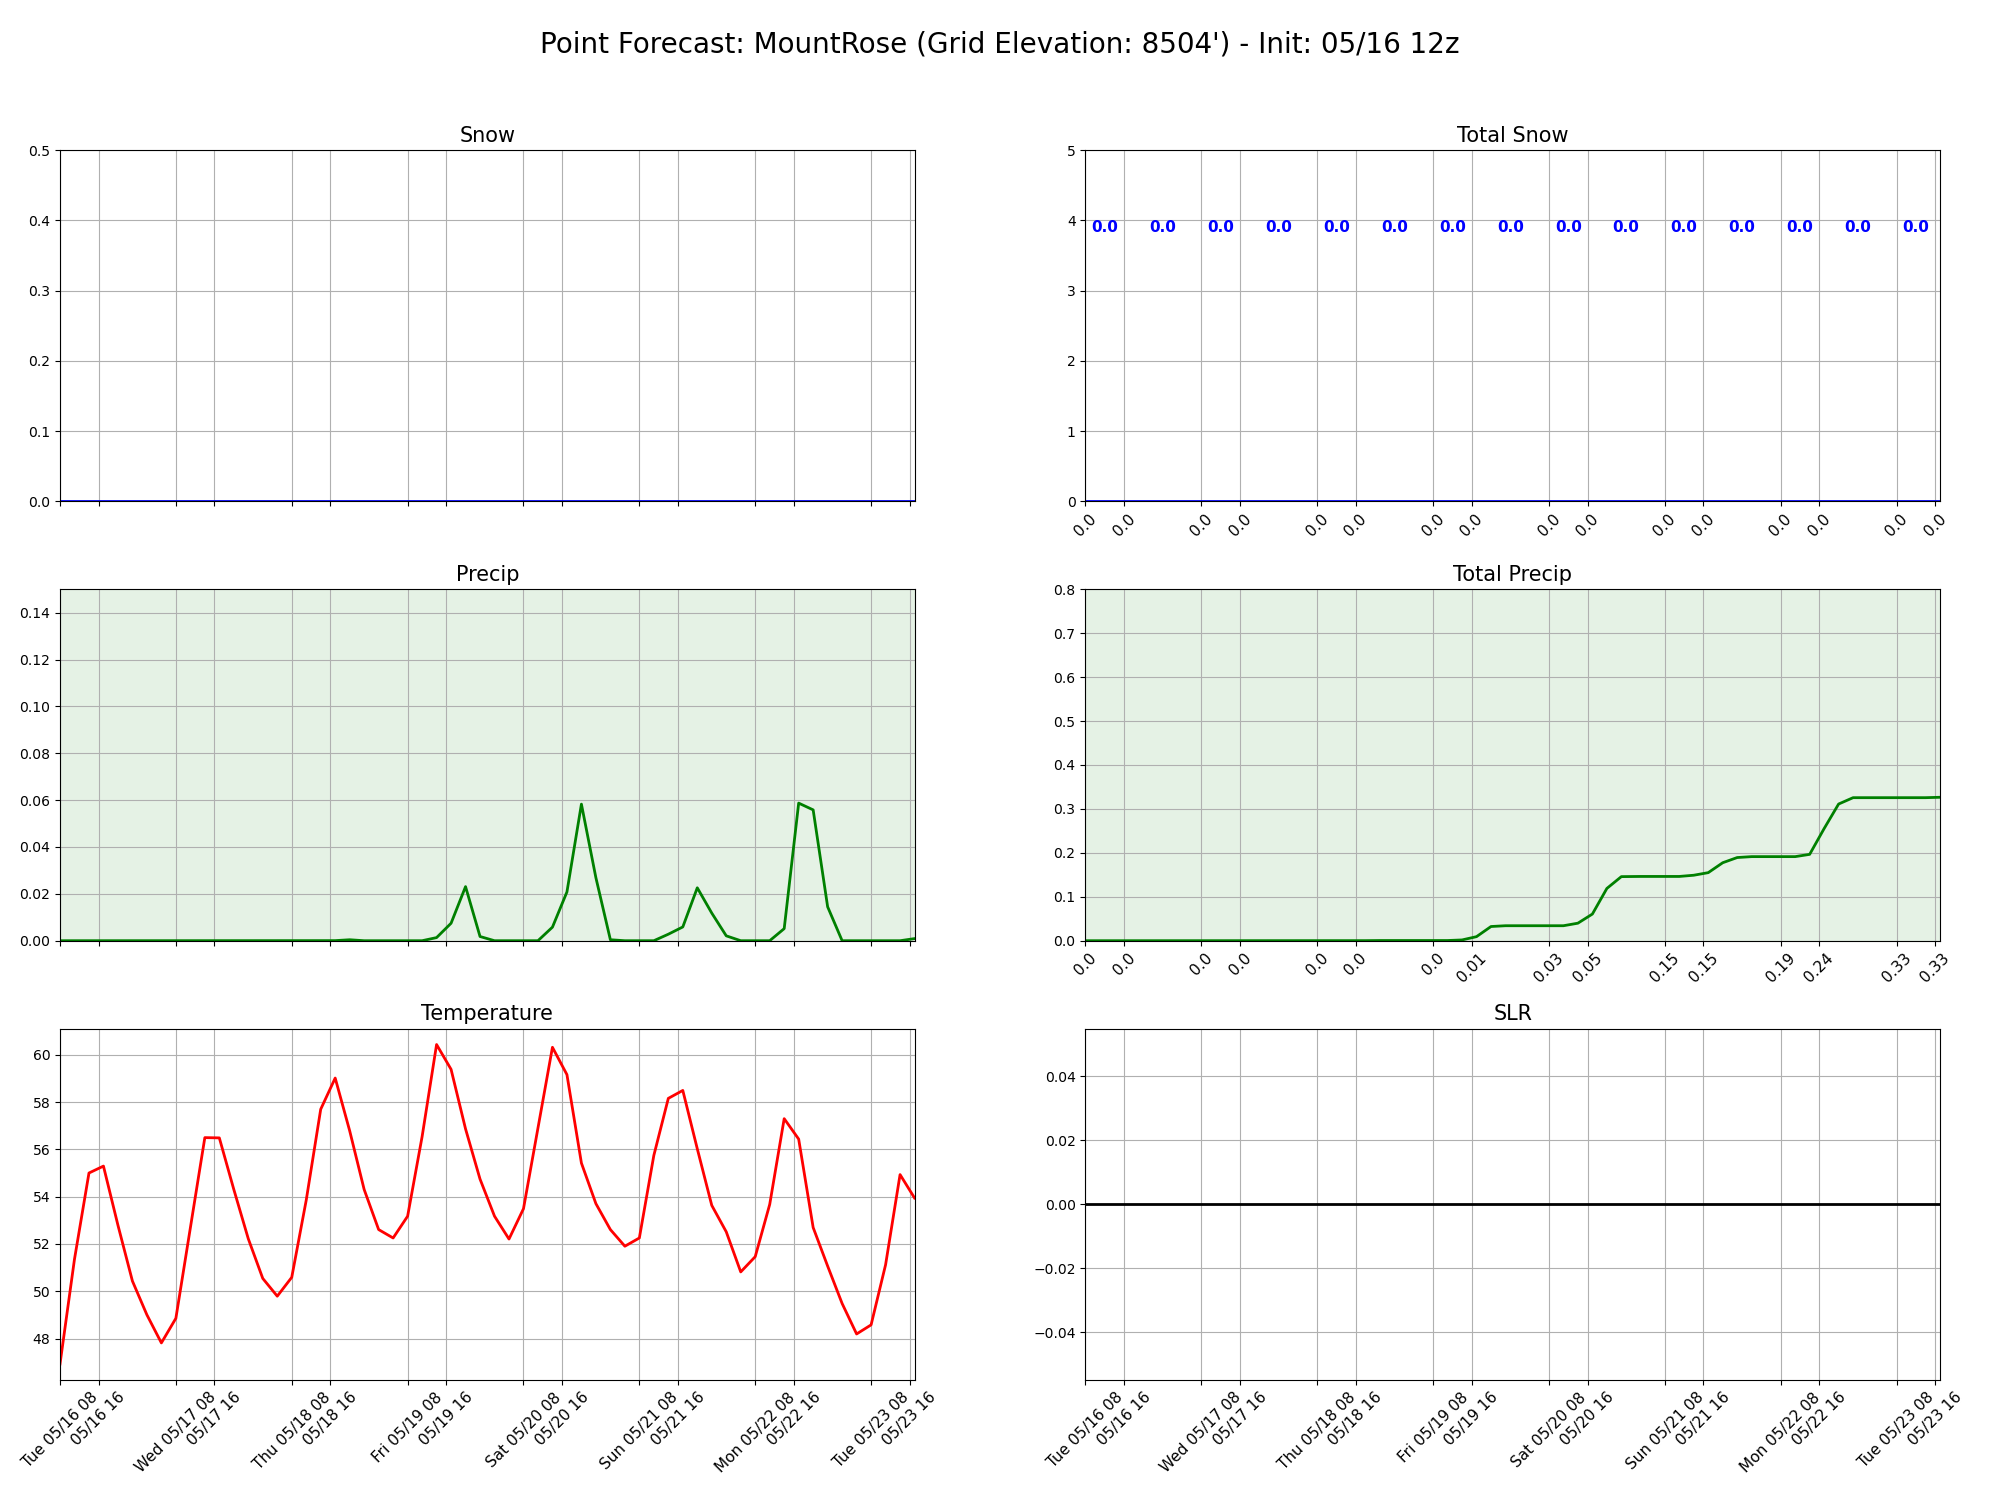 Point Forecast: MountRose (Grid Elevation: 8504') - Init: 05/16 12z
Snow
0.5
0.4
0.3
0.2
0.1
0.0
Total Snow
5
4
3
2
1
0
0.0 0.0 0.0 0.0 0.0 0.0 0.0 0.0 0.0 0.0 0.0 0.0 0.0 0.0 0.0
0.0 0.0 0.0 0.0 0.0 0.0 0.0 0.0 0.0 0.0 0.0 0.0 0.0 0.0 0.0 0.0
Precip
0.14
0.12
0.10
0.08
0.06
0.04
0.02
0.00
Total Precip
0.8
0.7
0.6
0.5
0.4
0.3
0.2
0.1
0.0
0.0 0.0 0.0 0.0 0.0 0.0 0.0 0.01 0.03 0.05 0.15 0.15 0.19 0.24 0.33 0.33
Temperature
60
58
56
54
52
50
48
Tue 05/16 08
05/16 16
Wed 05/17 08
05/17 16
Thu 05/18 08
05/18 16
Fri 05/19 08
05/19 16
Sat 05/20 08
05/20 16
Sun 05/21 08
05/21 16
Mon 05/22 08
05/22 16
Tue 05/23 08
05/23 16
SLR
0.04
0.02
0.00
−0.02
−0.04
Tue 05/16 08
05/16 16
Wed 05/17 08
05/17 16
Thu 05/18 08
05/18 16
Fri 05/19 08
05/19 16
Sat 05/20 08
05/20 16
Sun 05/21 08
05/21 16
Mon 05/22 08
05/22 16
Tue 05/23 08
05/23 16